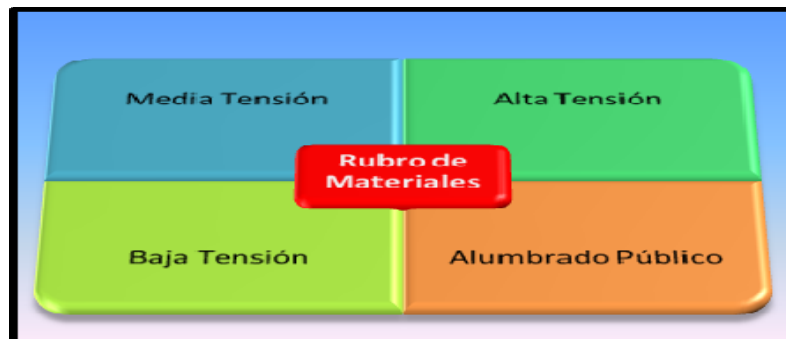 Media Tensión
Alta Tensión
Rubro de
Materiales
Baja Tensión
Alumbrado Público